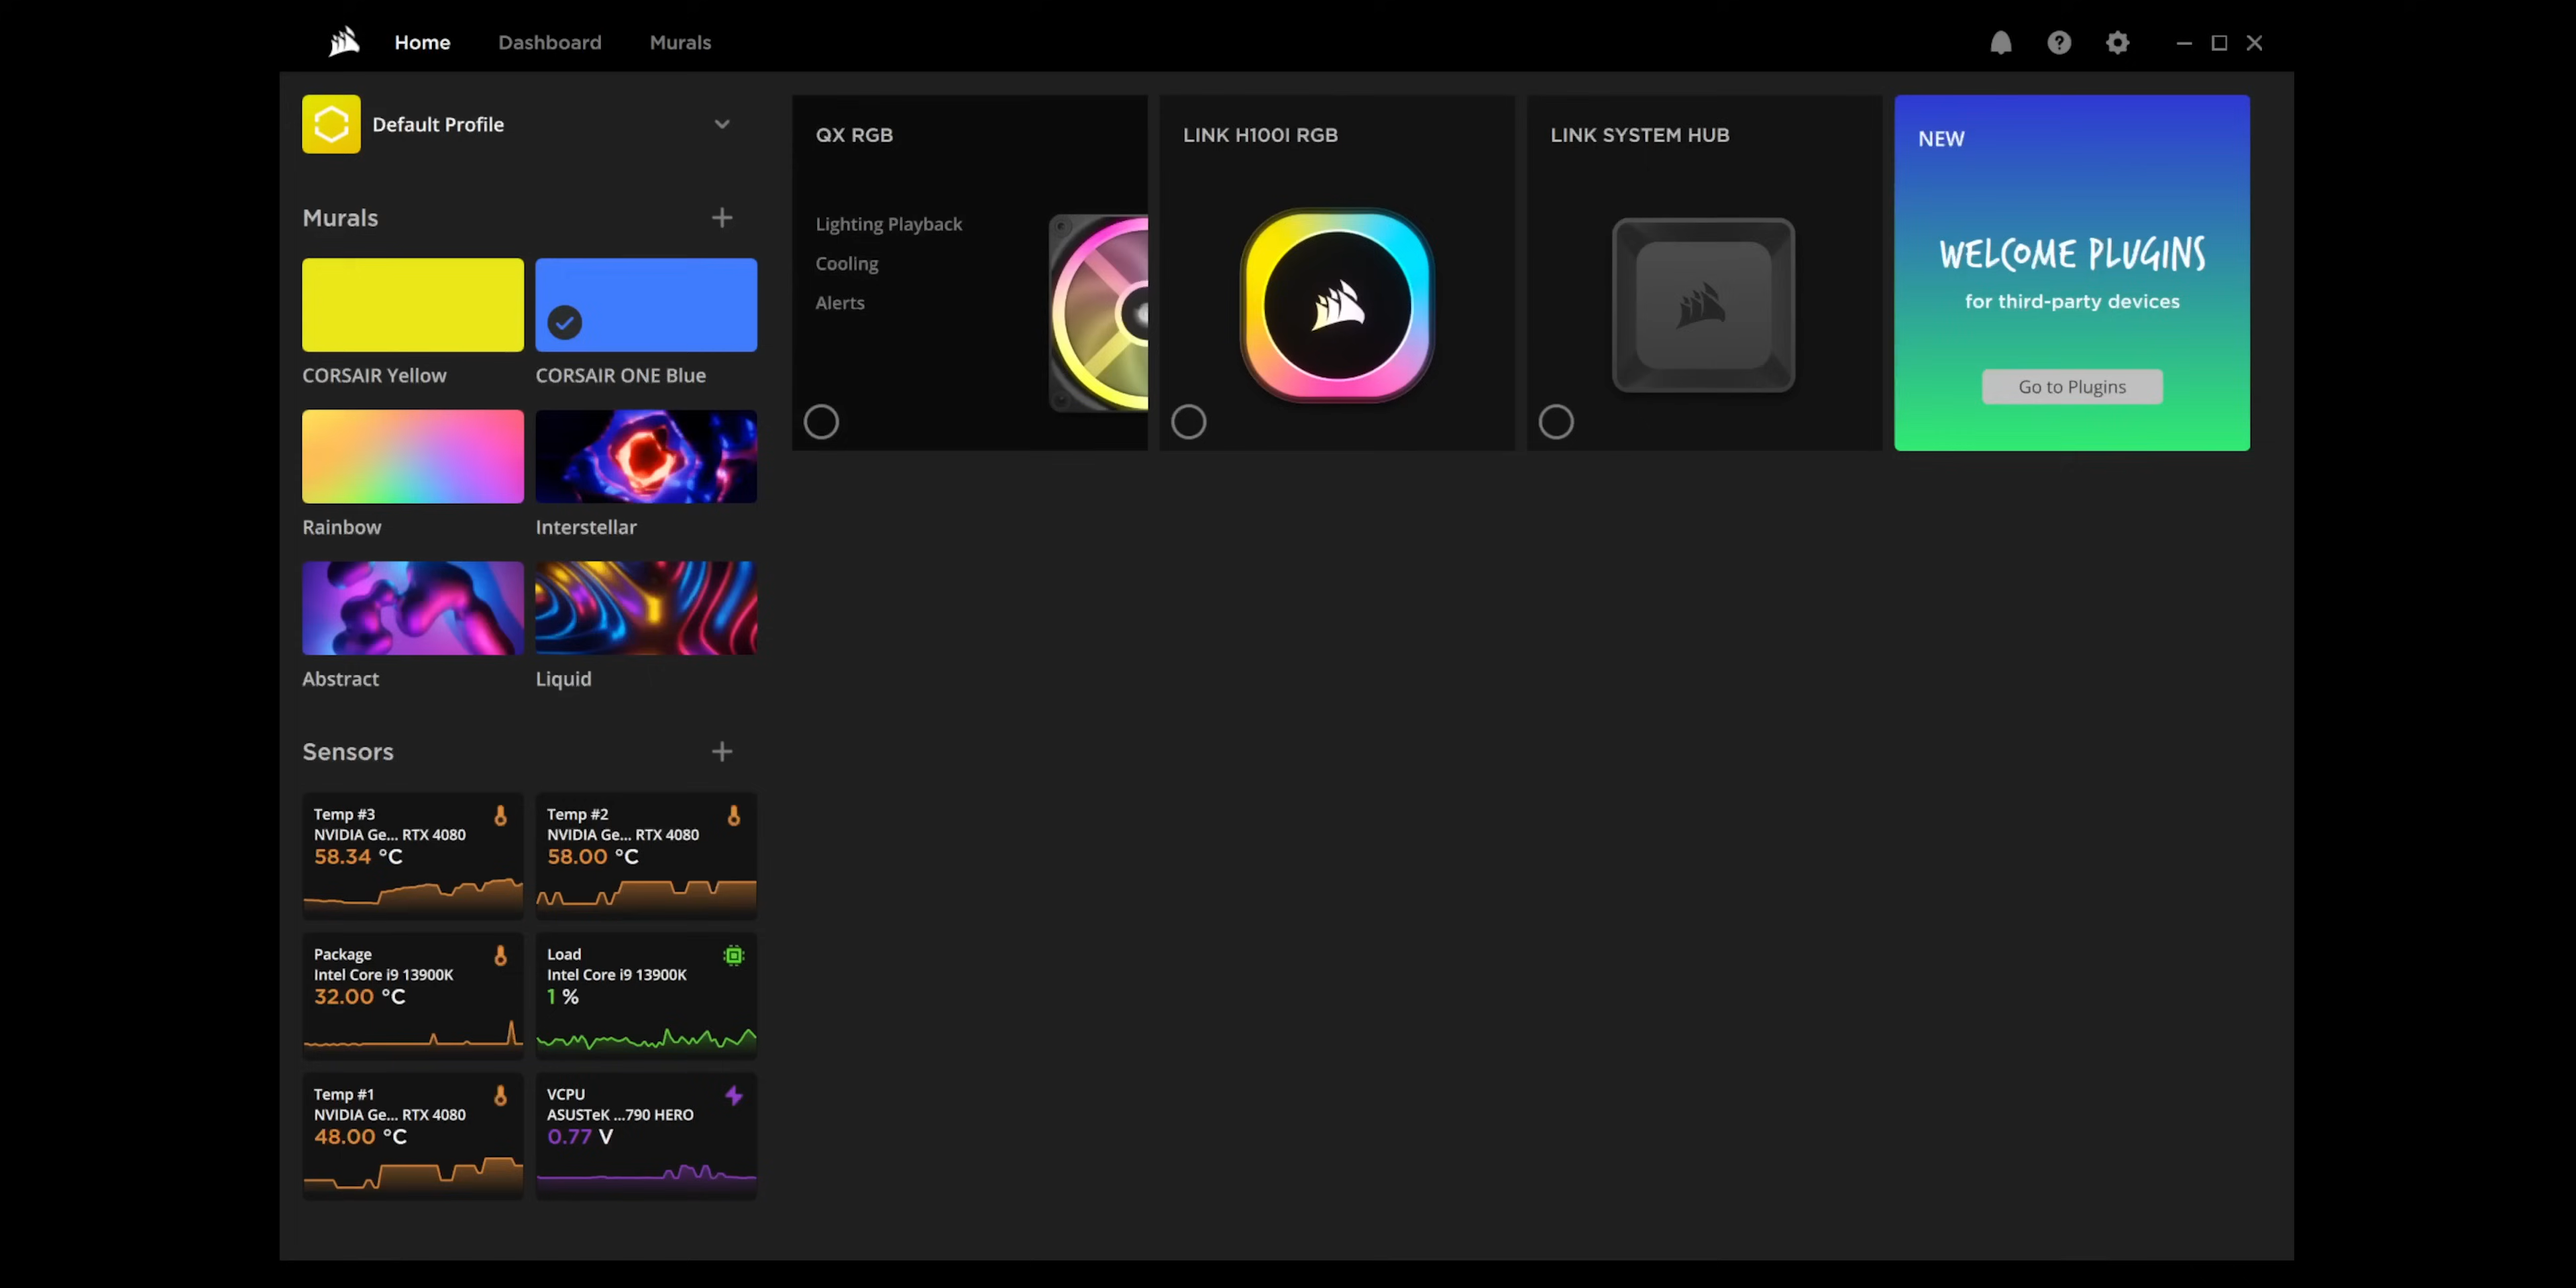 Home Dashboard Murals
Default Profile
Murals
CORSAIR Yellow
CORSAIR ONE Blue
Rainbow
Interstellar
Abstract
Liquid
Sensors
Temp #3
NVIDIA Ge... RTX 4080
58.34 °C
Temp #2
NVIDIA Ge... RTX 4080
58.00 °C
Package
Intel Core i9 13900K
32.00 °C
Load
Intel Core i9 13900K
1 %
Temp #1
NVIDIA Ge... RTX 4080
48.00 °C
VCPU
ASUSTeK ...790 HERO
0.77 V
QX RGB
Lighting Playback
Cooling
Alerts
LINK H100I RGB
LINK SYSTEM HUB
NEW
WELCOME PLUGINS
for third-party devices
Go to Plugins